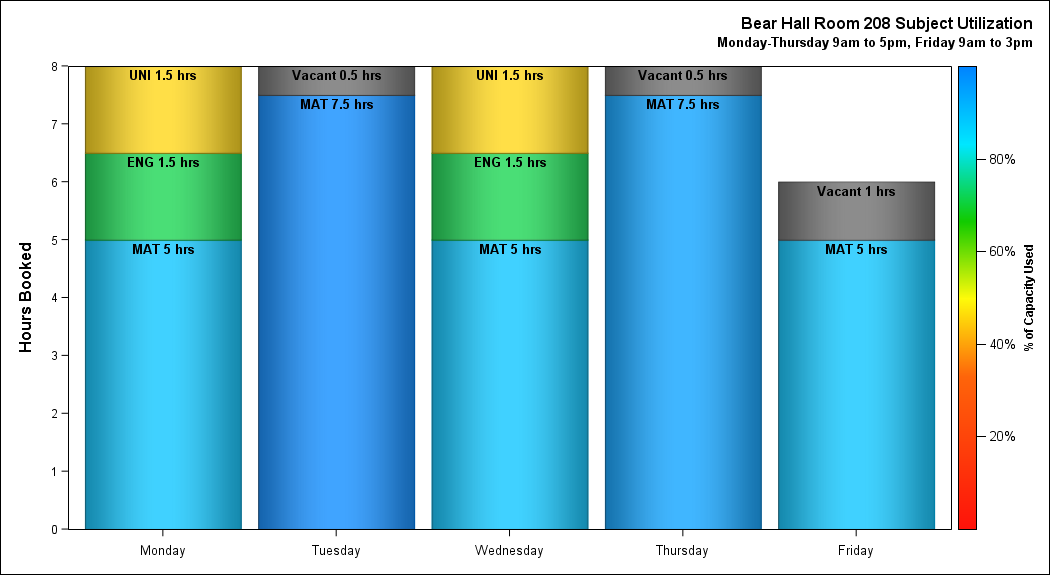 Bear Hall Room 208 Subject Utilization
Monday-Thursday 9am to 5pm, Friday 9am to 3pm
Hours Booked
8
7
6
5
4
3
2
1
0
UNI 1.5 hrs
ENG 1.5 hrs
MAT 5 hrs
Vacant 0.5 hrs
MAT 7.5 hrs
UNI 1.5 hrs
ENG 1.5 hrs
MAT 5 hrs
Vacant 0.5 hrs
MAT 7.5 hrs
Vacant 1 hrs
MAT 5 hrs
Monday
Tuesday
Wednesday
Thursday
Friday
80%
60%
40%
20%
% of Capacity Used